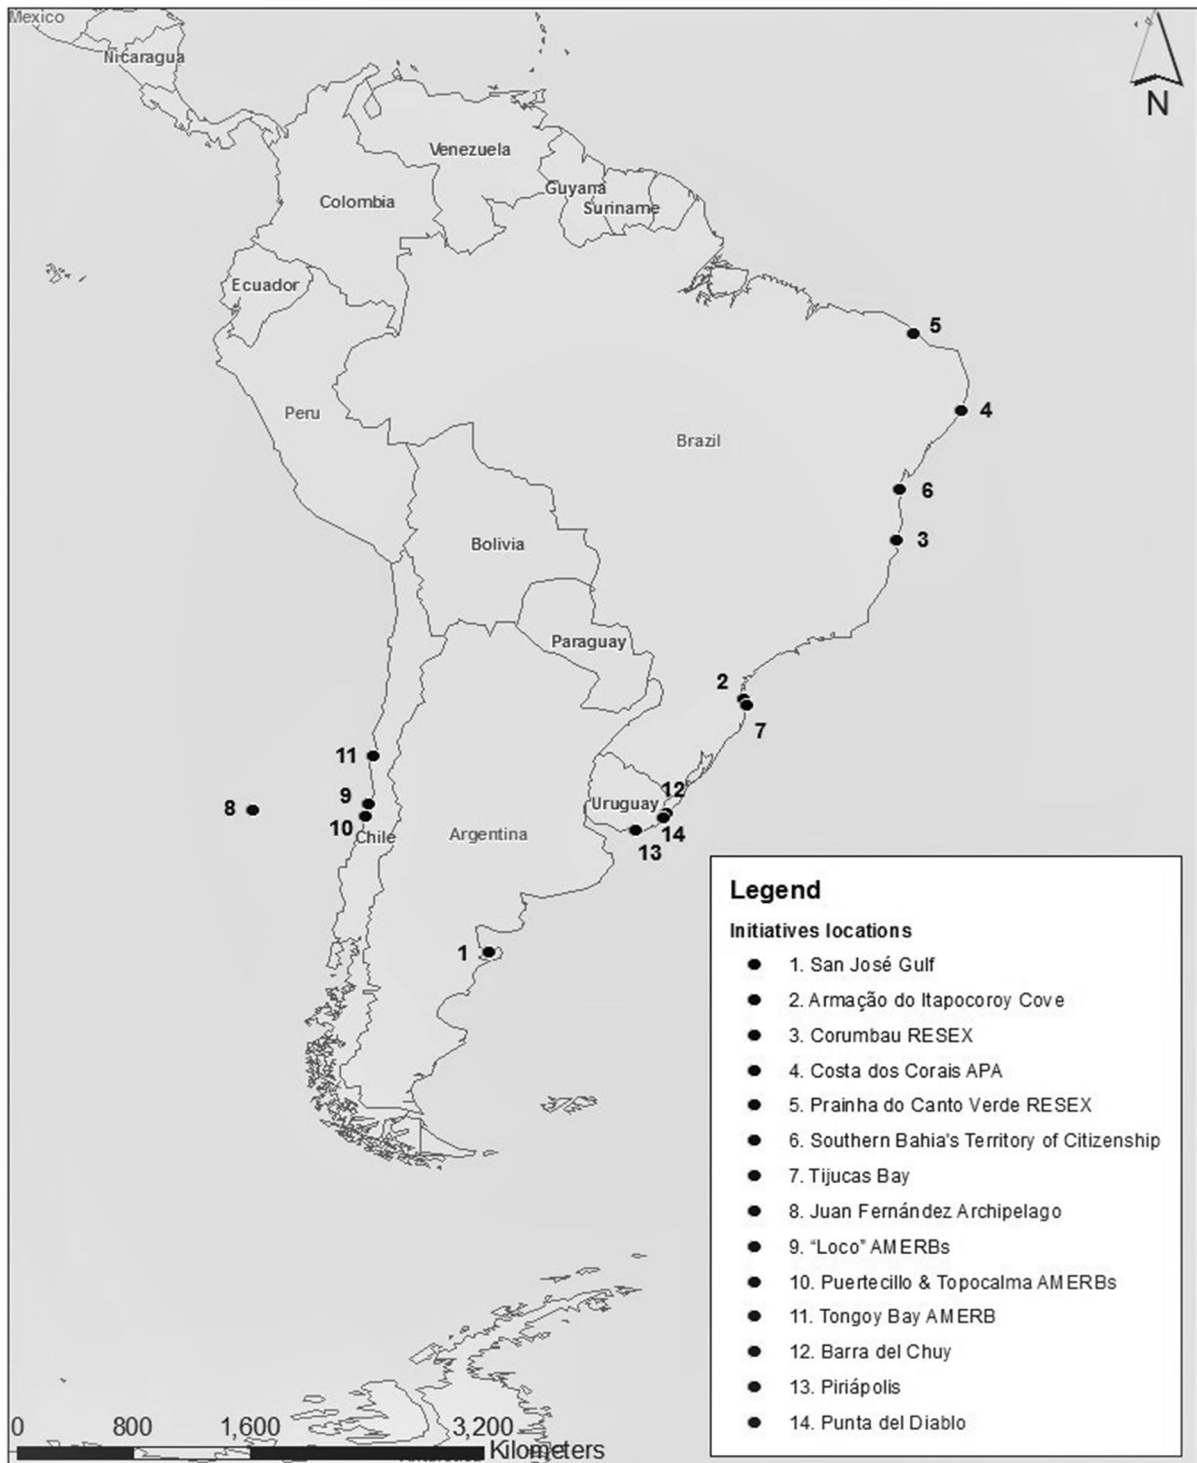 Mexico
Nicaragua
N
Venezuela
Guyana
Suriname
Colombia
Ecuador
5
Peru
4
Brazil
6
3
Bolivia
Paraguay
2
7
11
12
9
Uruguay
8
10
Chile
Argentina
14
13
1
Legend
Initiatives locations
1. San José Gulf
2. Armação do Itapocoroy Cove
3. Corumbau RESEX
4. Costa dos Corais APA
5. Prainha do Canto Verde RESEX
6. Southern Bahia's Territory of Citizenship
7. Tijucas Bay
8. Juan Fernández Archipelago
9. “Loco” AMERBs
10. Puertecillo & Topocalma AMERBs
11. Tongoy Bay AMERB
12. Barra del Chuy
13. Piriápolis
14. Punta del Diablo
0 800 1,600 3,200
Kilometers